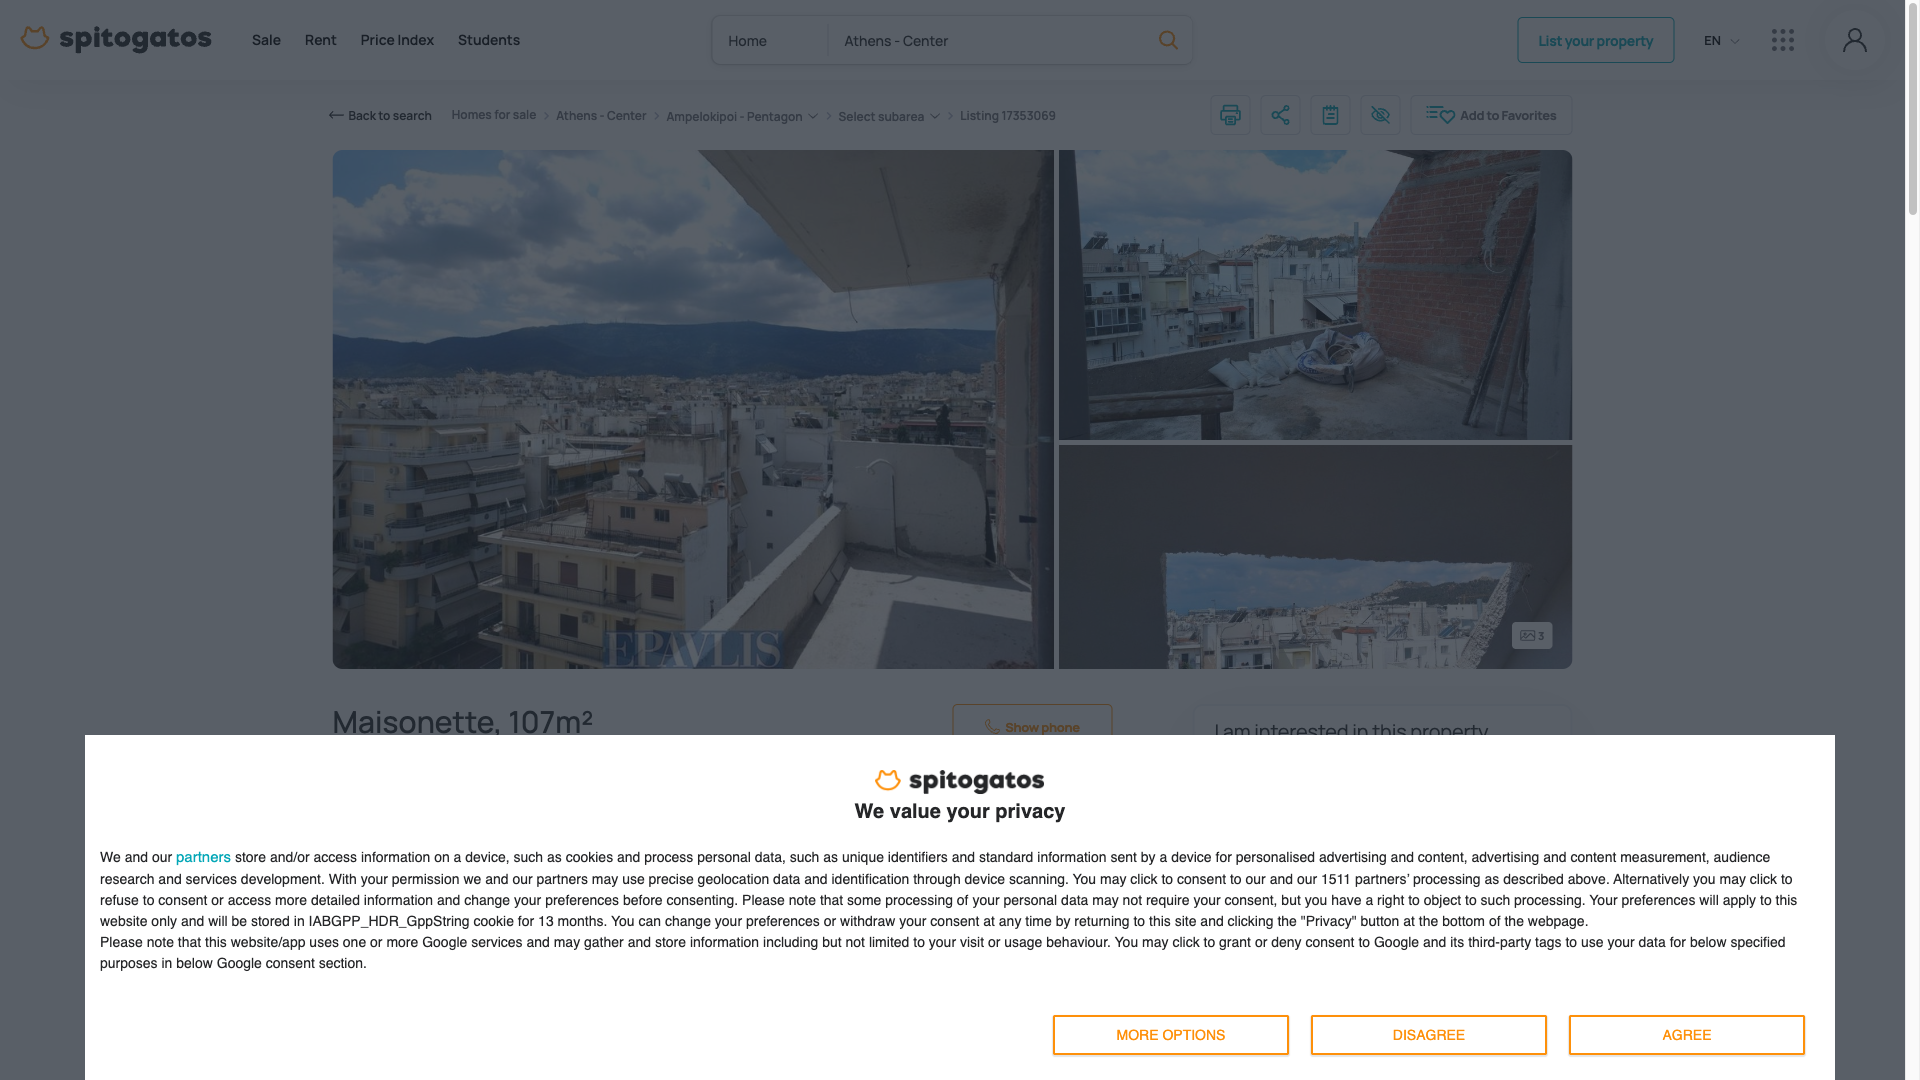 spitogatos
Sale
Rent
Price Index
Students
Home
Athens - Center
List your property
EN
Back to search
Homes for sale
Athens - Center
Ampelokipoi - Pentagon
Select subarea
Listing 17353069
Add to Favorites
EPAVLIS
3
Maisonette, 107m²
Show phone
I am interested in this property
spitogatos
We value your privacy
We and our partners store and/or access information on a device, such as cookies and process personal data, such as unique identifiers and standard information sent by a device for personalised advertising and content, advertising and content measurement, audience
research and services development. With your permission we and our partners may use precise geolocation data and identification through device scanning. You may click to consent to our and our 1511 partners’ processing as described above. Alternatively you may click to
refuse to consent or access more detailed information and change your preferences before consenting. Please note that some processing of your personal data may not require your consent, but you have a right to object to such processing. Your preferences will apply to this
website only and will be stored in IABGPP_HDR_GppString cookie for 13 months. You can change your preferences or withdraw your consent at any time by returning to this site and clicking the "Privacy" button at the bottom of the webpage.
Please note that this website/app uses one or more Google services and may gather and store information including but not limited to your visit or usage behaviour. You may click to grant or deny consent to Google and its third-party tags to use your data for below specified
purposes in below Google consent section.
MORE OPTIONS
DISAGREE
AGREE